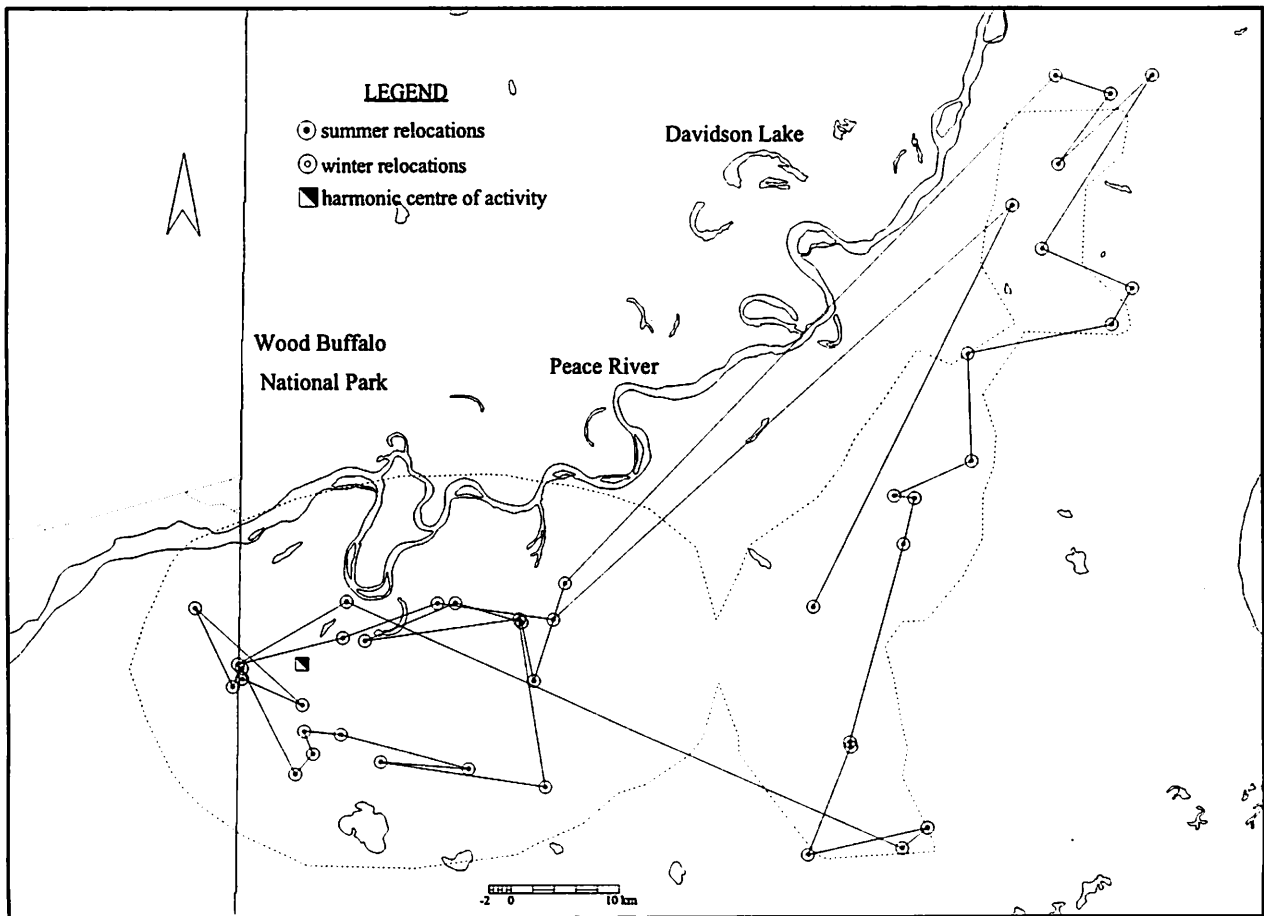 LEGEND
summer relocations
winter relocations
harmonic centre of activity
Davidson Lake
Wood Buffalo
National Park
Peace River
-2 0 10 km